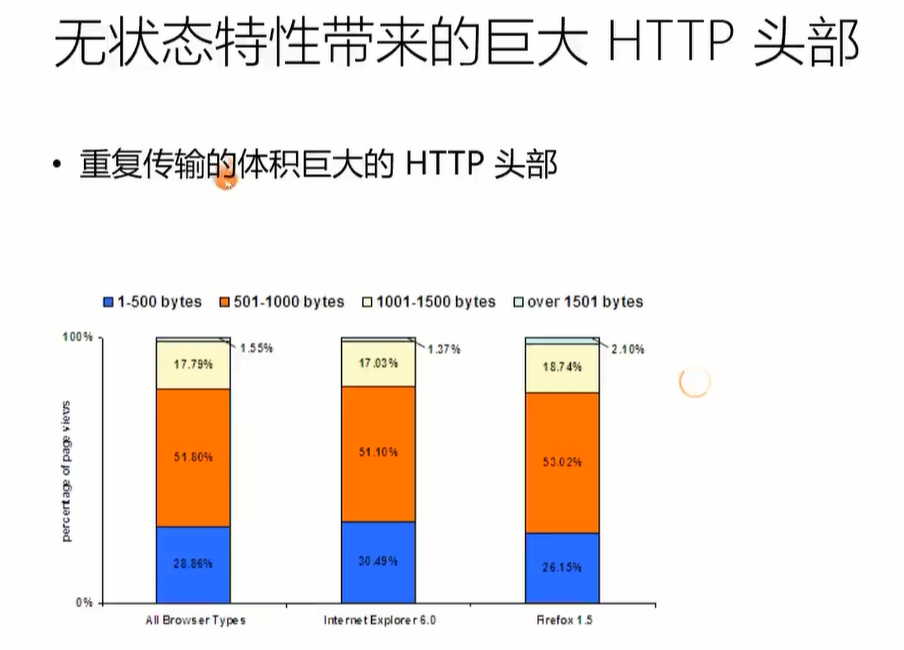 无状态特性带来的巨大 HTTP 头部
• 重复传输的体积巨大的 HTTP 头部
1-500 bytes 501-1000 bytes 1001-1500 bytes over 1501 bytes
100%
1.55% 1.37% 2.10%
17.79% 17.03% 18.74%
percentage of page views
51.80% 51.10% 53.02%
28.86% 30.49% 26.15%
0%
All Browser Types Internet Explorer 6.0 Firefox 1.5